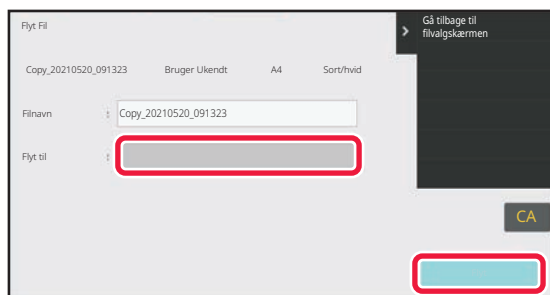 Flyt Fil
Gå tilbage til
filvalgskærmen
Copy_20210520_091323 Bruger Ukendt A4 Sort/hvid
Filnavn : Copy_20210520_091323
Flyt til :
CA